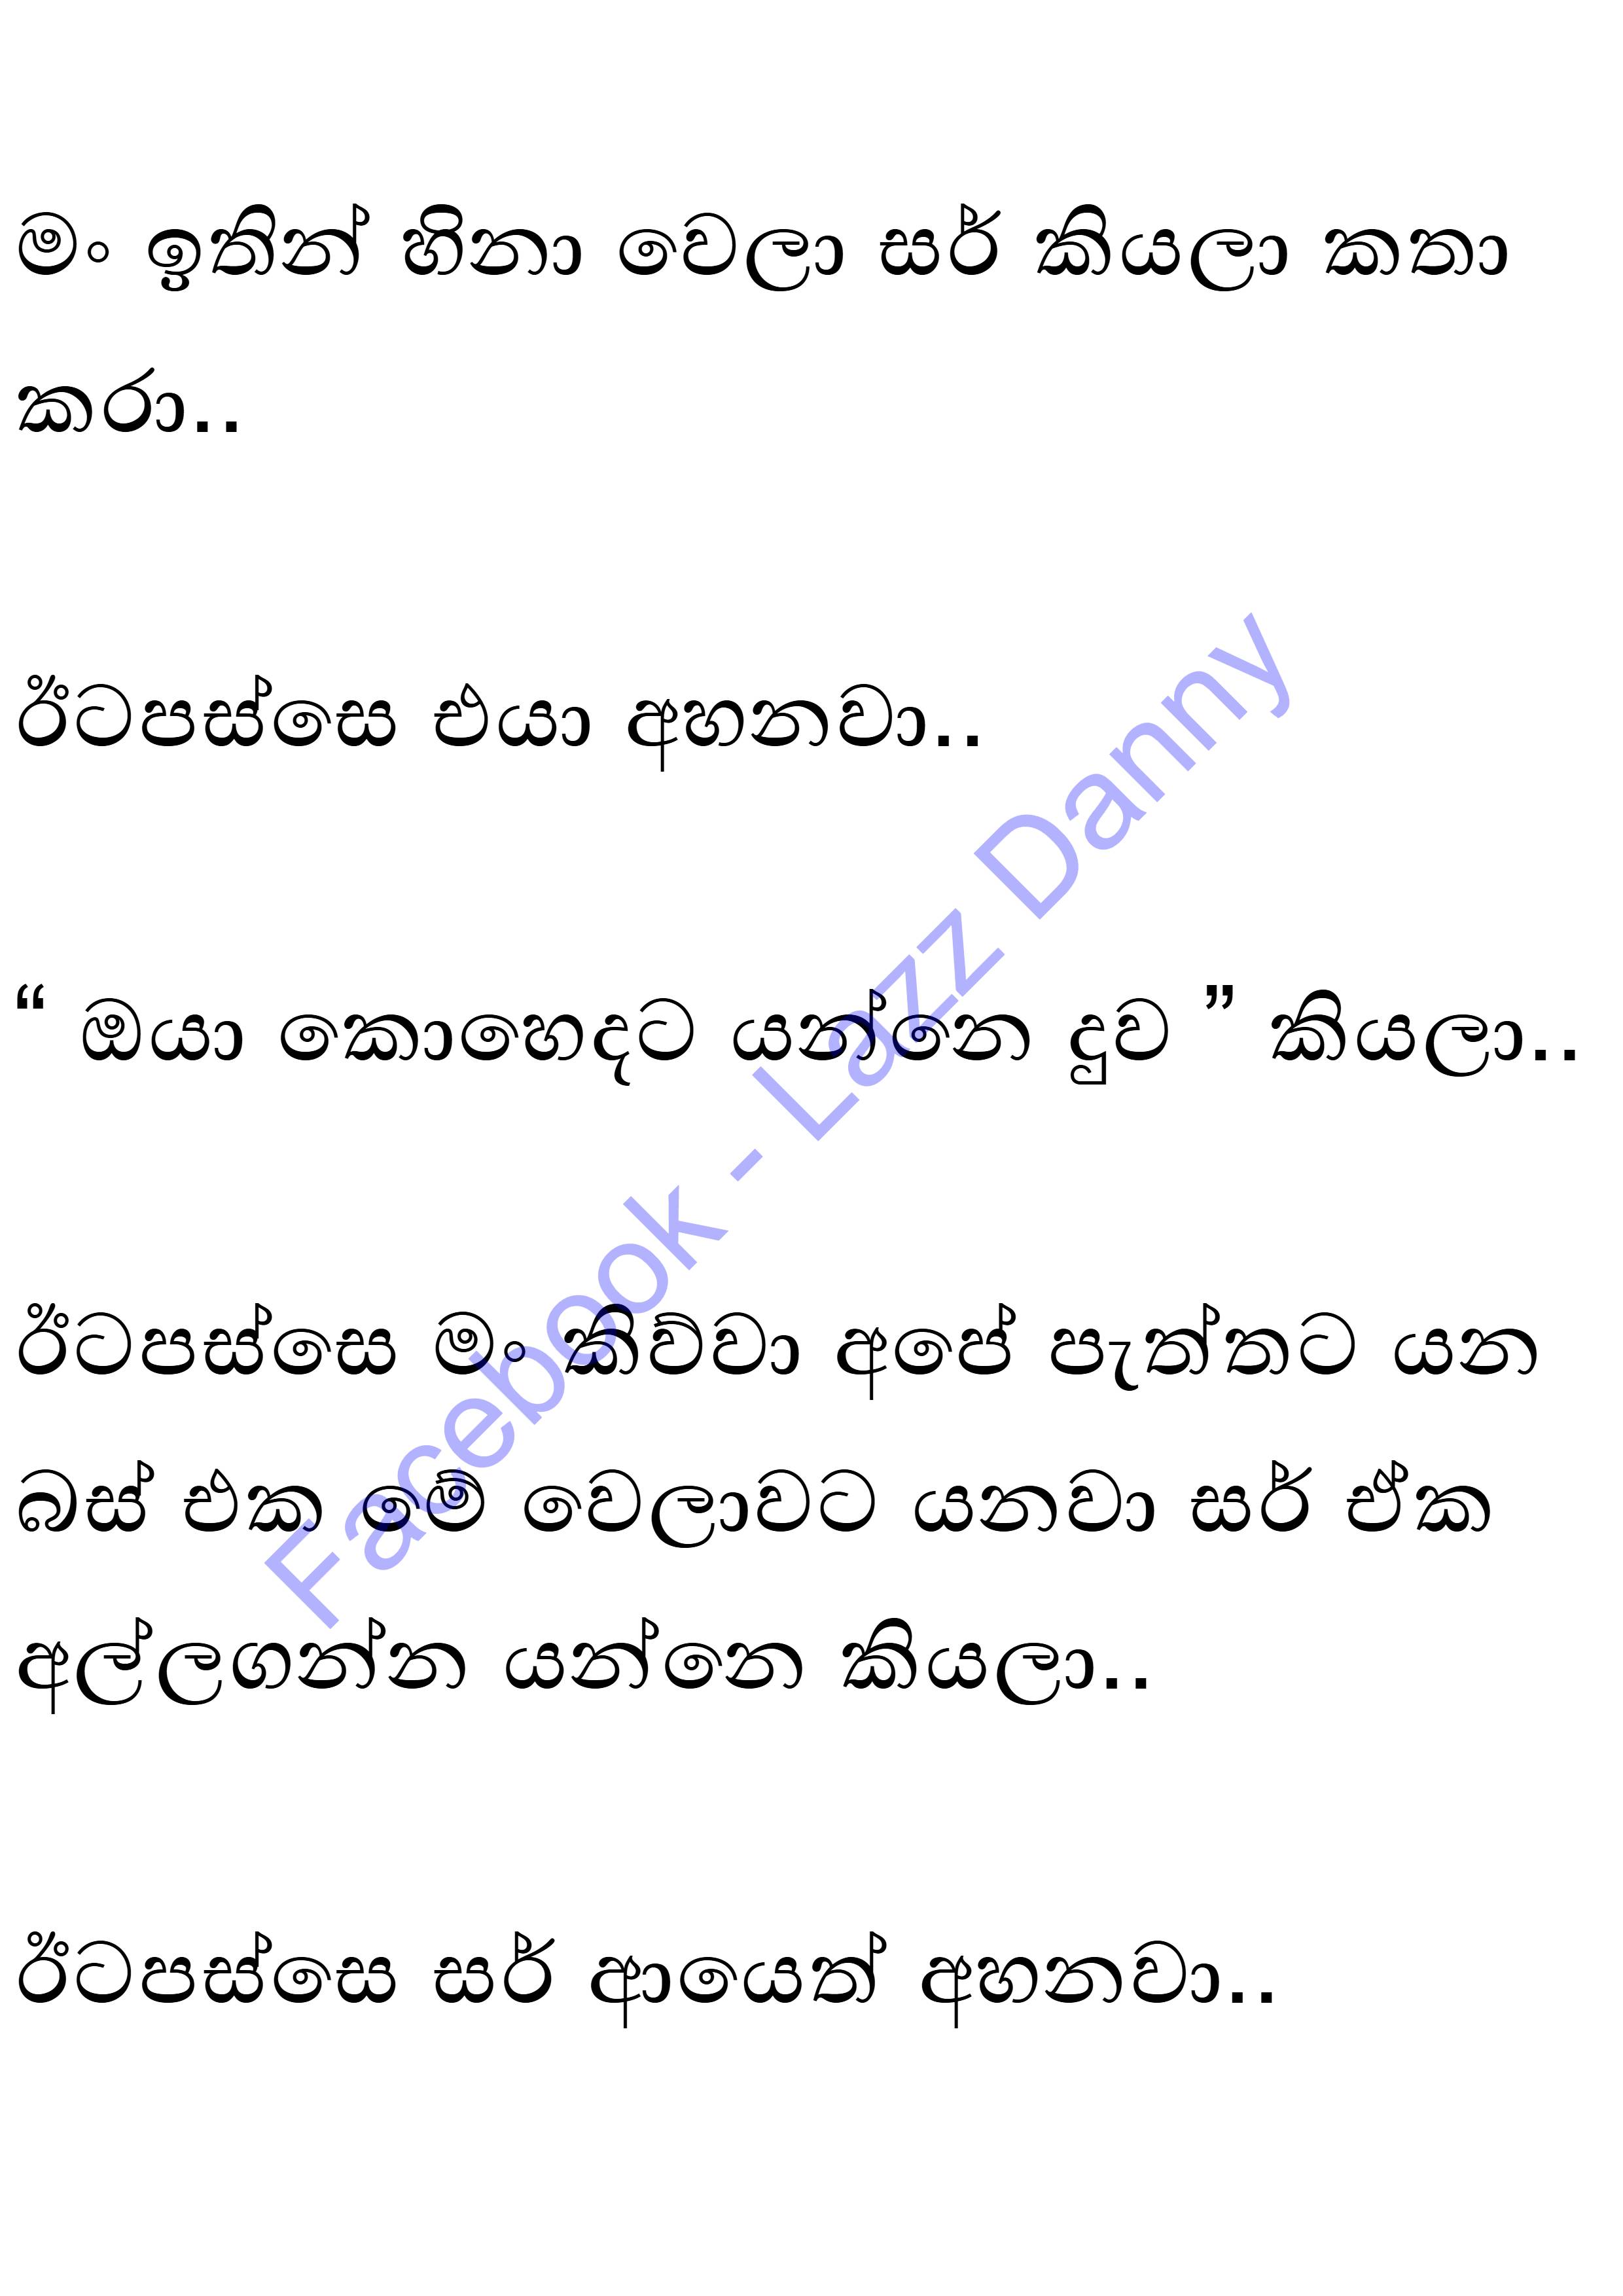 මං ඉතින් හිනා වෙලා සර් කියලා කතා
කරා..
ඊටපස්සෙ එයා අහනවා..
“ ඔයා කොහෙදට යන්නෙ දුව ” කියලා..
ඊටපස්සෙ මං කිව්වා අපේ පැත්තට යන
බස් එක මේ වෙලාවට යනවා සර් ඒක
අල්ලගන්න යන්නෙ කියලා..
ඊටපස්සෙ සර් ආයෙත් අහනවා..
Facebook - Lazz Danny